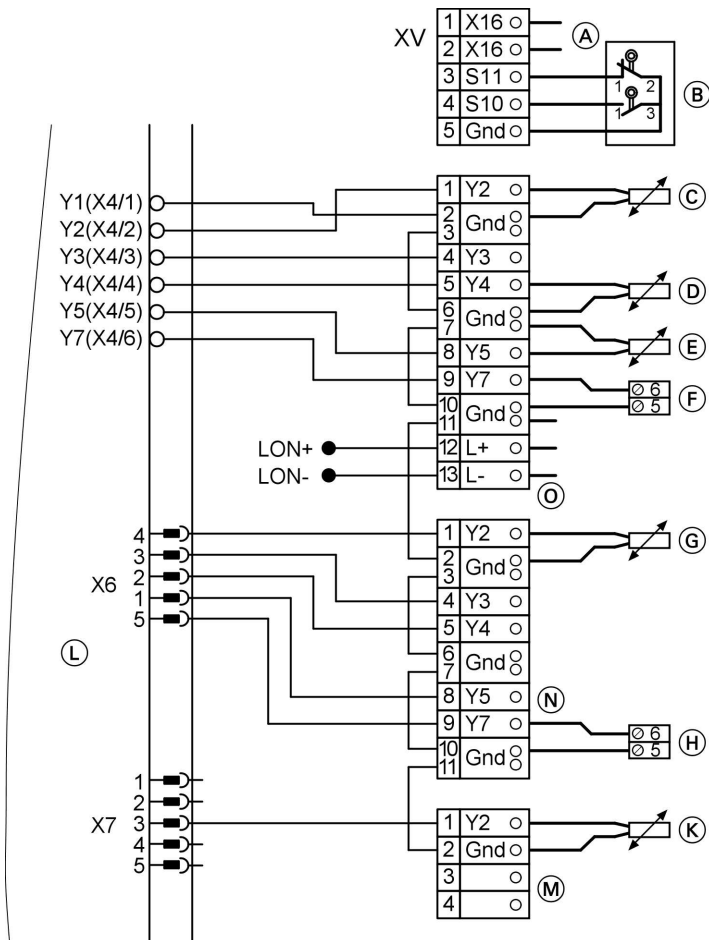 XV
1 X16
2 X16
3 S11
4 S10
5 Gnd
A
1 2
1 3
B
Y1(X4/1)
Y2(X4/2)
Y3(X4/3)
Y4(X4/4)
Y5(X4/5)
Y7(X4/6)
1 Y2
2
3 Gnd
4 Y3
5 Y4
6
7 Gnd
8 Y5
9 Y7
10
11 Gnd
12 L+
13 L-
C
D
E
6
5
F
LON+
LON-
O
X6
4
3
2
1
5
1 Y2
2
3 Gnd
4 Y3
5 Y4
6
7 Gnd
8 Y5
9 Y7
10
11 Gnd
G
L
N
6
5
H
X7
1
2
3
4
5
1 Y2
2 Gnd
3
4
K
M